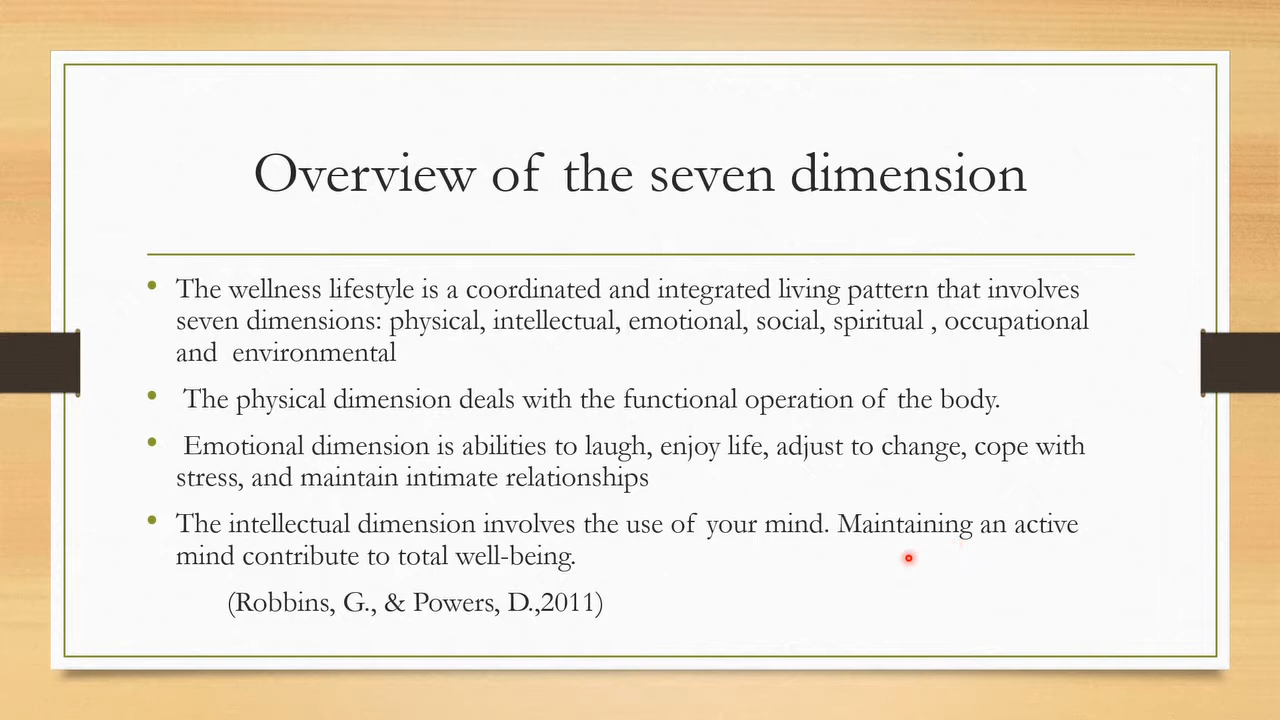 Overview of the seven dimension
• The wellness lifestyle is a coordinated and integrated living pattern that involves
seven dimensions: physical, intellectual, emotional, social, spiritual , occupational
and  environmental
• The physical dimension deals with the functional operation of the body.
• Emotional dimension is abilities to laugh, enjoy life, adjust to change, cope with
stress, and maintain intimate relationships
• The intellectual dimension involves the use of your mind. Maintaining an active
mind contribute to total well-being.
(Robbins, G., & Powers, D.,2011)